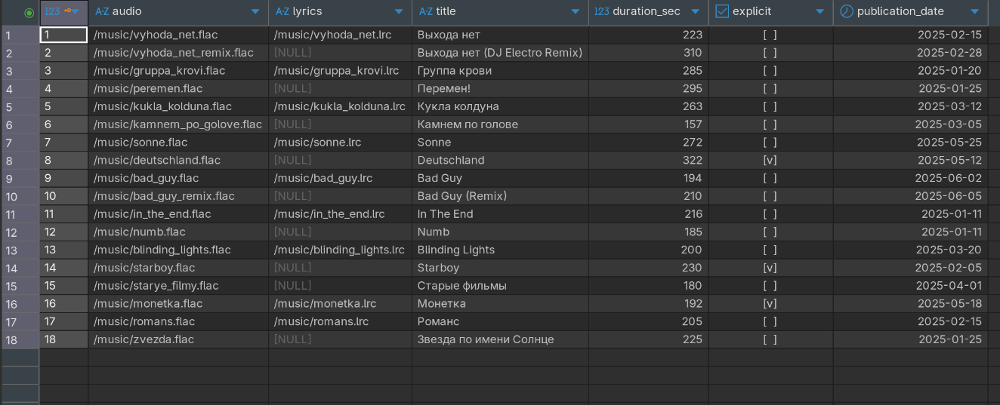 123 A-Z audio A-Z lyrics A-Z title 123 duration_sec explicit publication_date
1 1 /music/vyhoda_net.flac /music/vyhoda_net.lrc Выхода нет 223 [ ] 2025-02-15
2 2 /music/vyhoda_net_remix.flac [NULL] Выхода нет (DJ Electro Remix) 310 [ ] 2025-02-28
3 3 /music/gruppa_krovi.flac /music/gruppa_krovi.lrc Группа крови 285 [ ] 2025-01-20
4 4 /music/peremen.flac [NULL] Перемен! 295 [ ] 2025-01-25
5 5 /music/kukla_kolduna.flac /music/kukla_kolduna.lrc Кукла колдуна 263 [ ] 2025-03-12
6 6 /music/kamnem_po_golove.flac [NULL] Камнем по голове 157 [ ] 2025-03-05
7 7 /music/sonne.flac /music/sonne.lrc Sonne 272 [ ] 2025-05-25
8 8 /music/deutschland.flac [NULL] Deutschland 322 [v] 2025-05-12
9 9 /music/bad_guy.flac /music/bad_guy.lrc Bad Guy 194 [ ] 2025-06-02
10 10 /music/bad_guy_remix.flac [NULL] Bad Guy (Remix) 210 [ ] 2025-06-05
11 11 /music/in_the_end.flac /music/in_the_end.lrc In The End 216 [ ] 2025-01-11
12 12 /music/numb.flac [NULL] Numb 185 [ ] 2025-01-11
13 13 /music/blinding_lights.flac /music/blinding_lights.lrc Blinding Lights 200 [ ] 2025-03-20
14 14 /music/starboy.flac [NULL] Starboy 230 [v] 2025-02-05
15 15 /music/starye_filmy.flac [NULL] Старые фильмы 180 [ ] 2025-04-01
16 16 /music/monetka.flac /music/monetka.lrc Монетка 192 [v] 2025-05-18
17 17 /music/romans.flac /music/romans.lrc Романс 205 [ ] 2025-02-15
18 18 /music/zvezda.flac [NULL] Звезда по имени Солнце 225 [ ] 2025-01-25